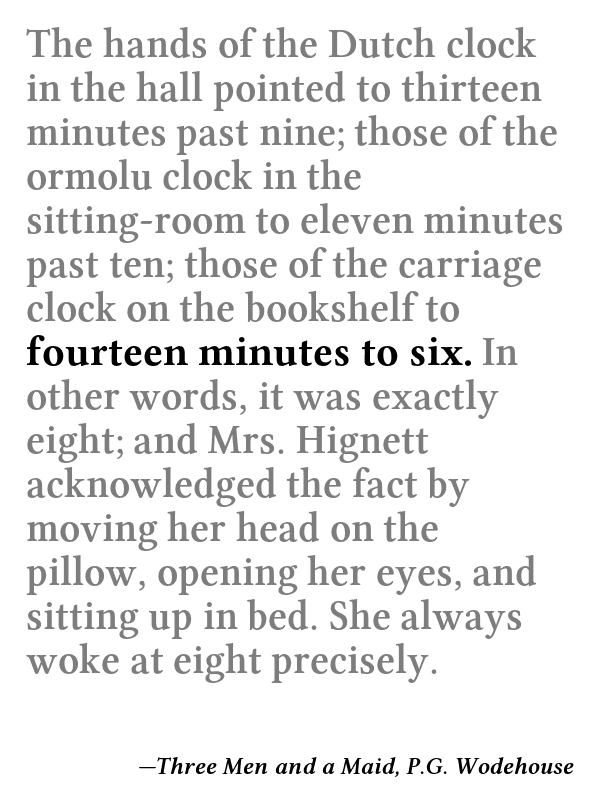 The hands of the Dutch clock
in the hall pointed to thirteen
minutes past nine; those of the
ormolu clock in the
sitting-room to eleven minutes
past ten; those of the carriage
clock on the bookshelf to
fourteen minutes to six. In
other words, it was exactly
eight; and Mrs. Hignett
acknowledged the fact by
moving her head on the
pillow, opening her eyes, and
sitting up in bed. She always
woke at eight precisely.
—Three Men and a Maid, P.G. Wodehouse